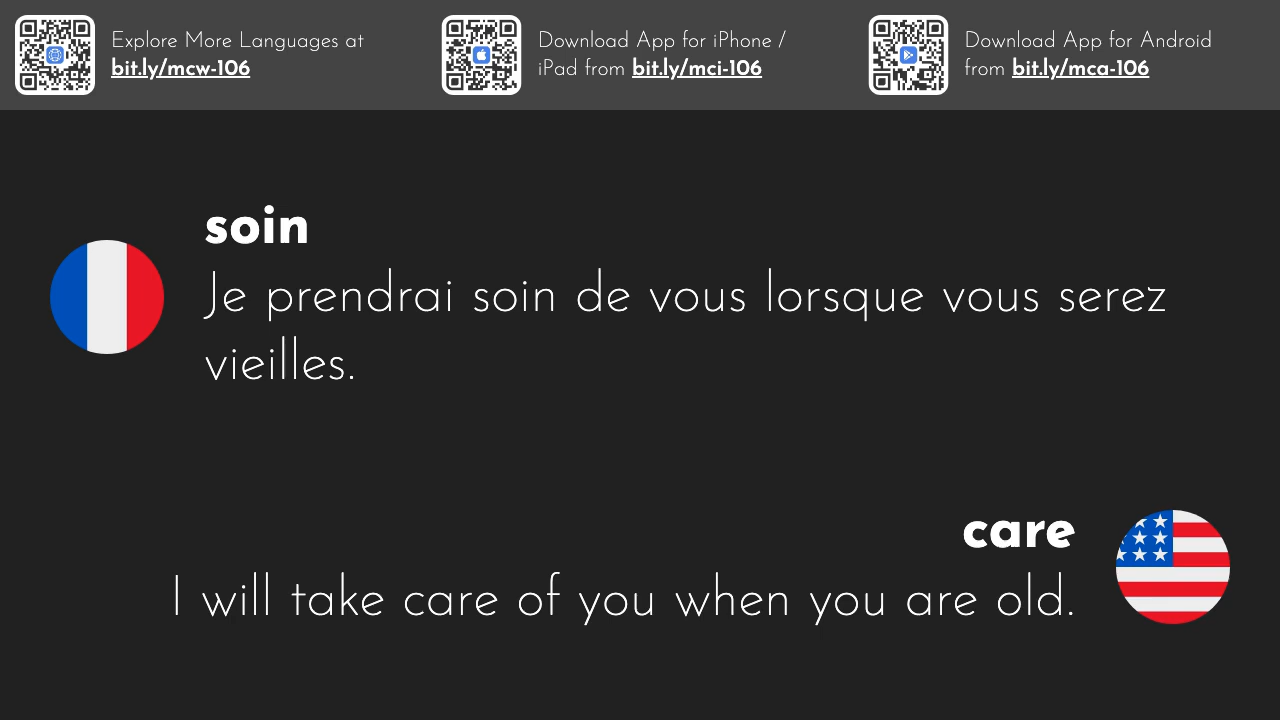 Explore More Languages at
bit.ly/mcw-106
Download App for iPhone /
iPad from bit.ly/mci-106
Download App for Android
from bit.ly/mca-106
soin
Je prendrai soin de vous lorsque vous serez
vieilles.
care
I will take care of you when you are old.